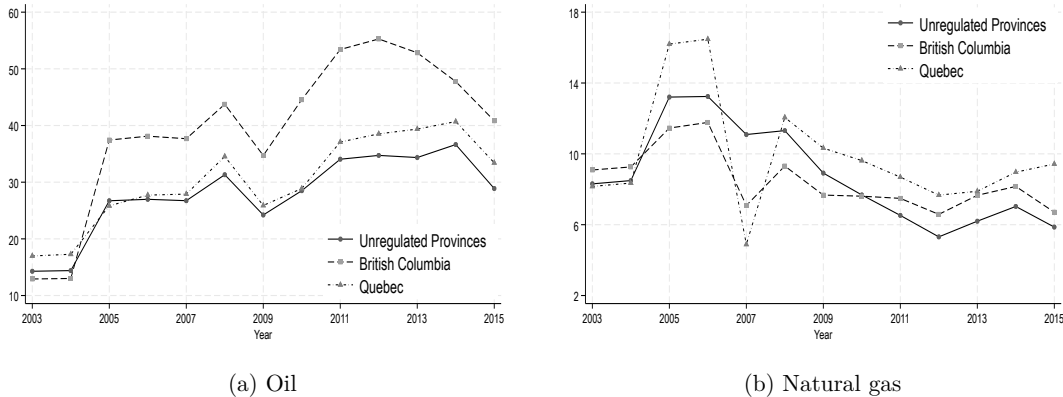 60
50
40
30
20
10
2003 2005 2007 2009 2011 2013 2015
Year
Unregulated Provinces
British Columbia
Quebec
(a) Oil
18
14
10
6
2
2003 2005 2007 2009 2011 2013 2015
Year
Unregulated Provinces
British Columbia
Quebec
(b) Natural gas